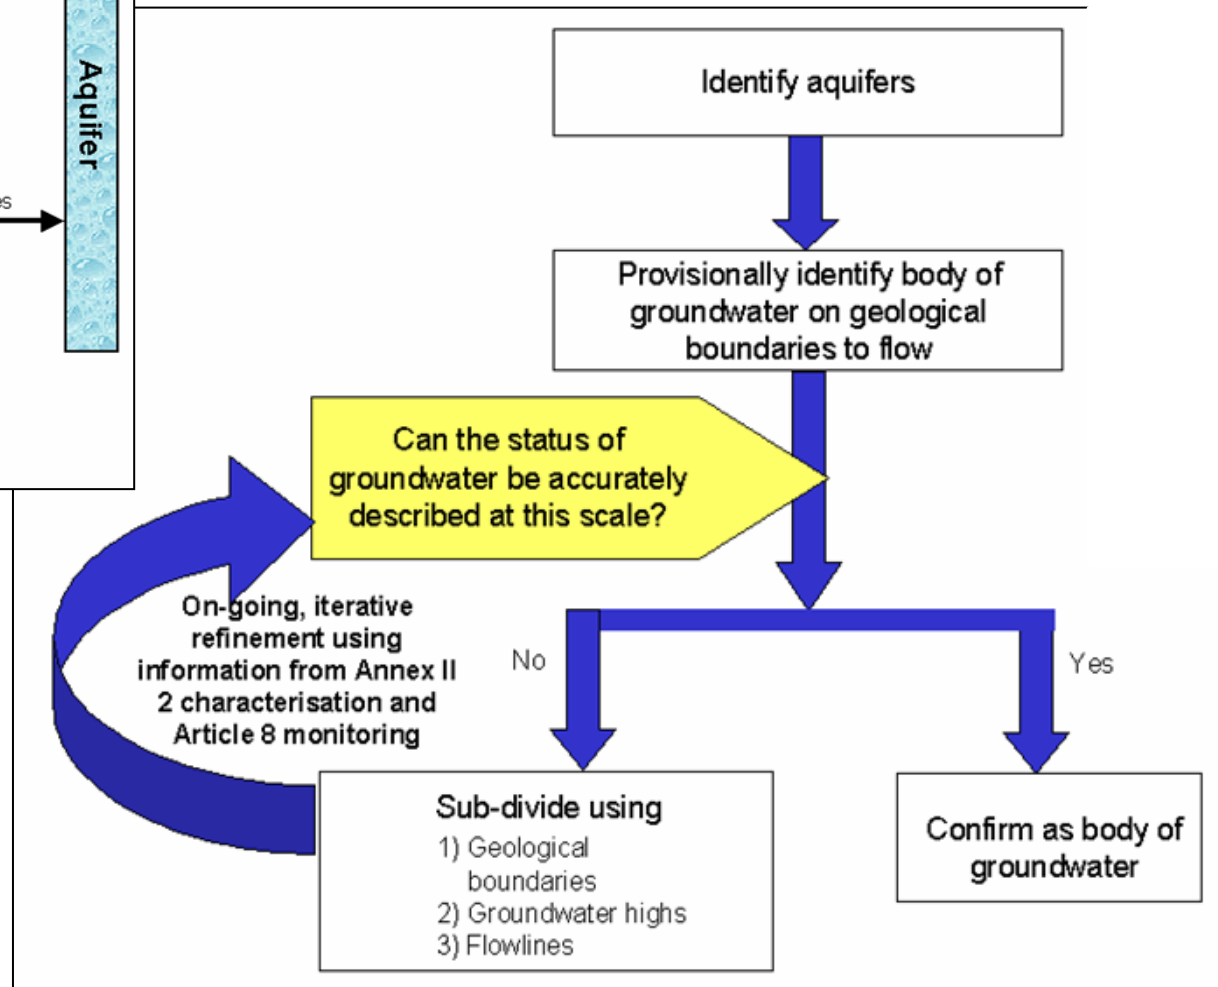 Aquifer
es
Identify aquifers
Provisionally identify body of
groundwater on geological
boundaries to flow
Can the status of
groundwater be accurately
described at this scale?
On-going, iterative
refinement using
information from Annex II
2 characterisation and
Article 8 monitoring
No
Yes
Sub-divide using
1) Geological
boundaries
2) Groundwater highs
3) Flowlines
Confirm as body of
groundwater